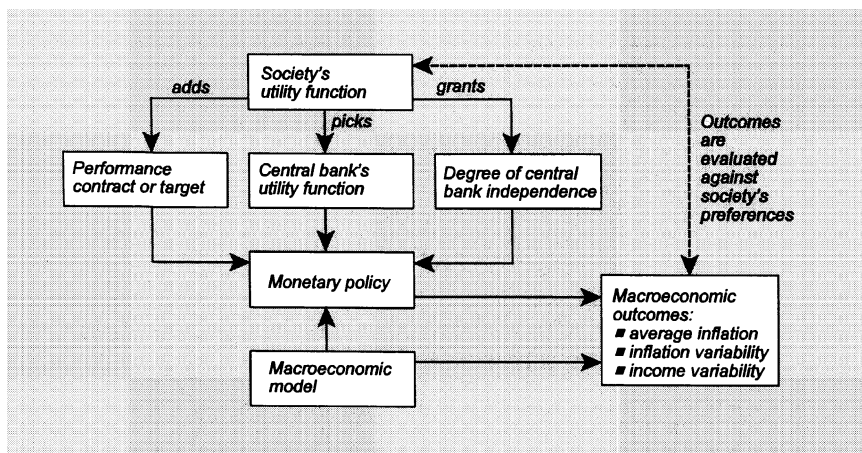 Society's
utility function
adds
grants
picks
Performance
contract or target
Central bank's
utility function
Degree of central
bank independence
Outcomes
are
evaluated
against
society's
preferences
Monetary policy
Macroeconomic
outcomes:
■ average inflation
■ inflation variability
■ income variability
Macroeconomic
model